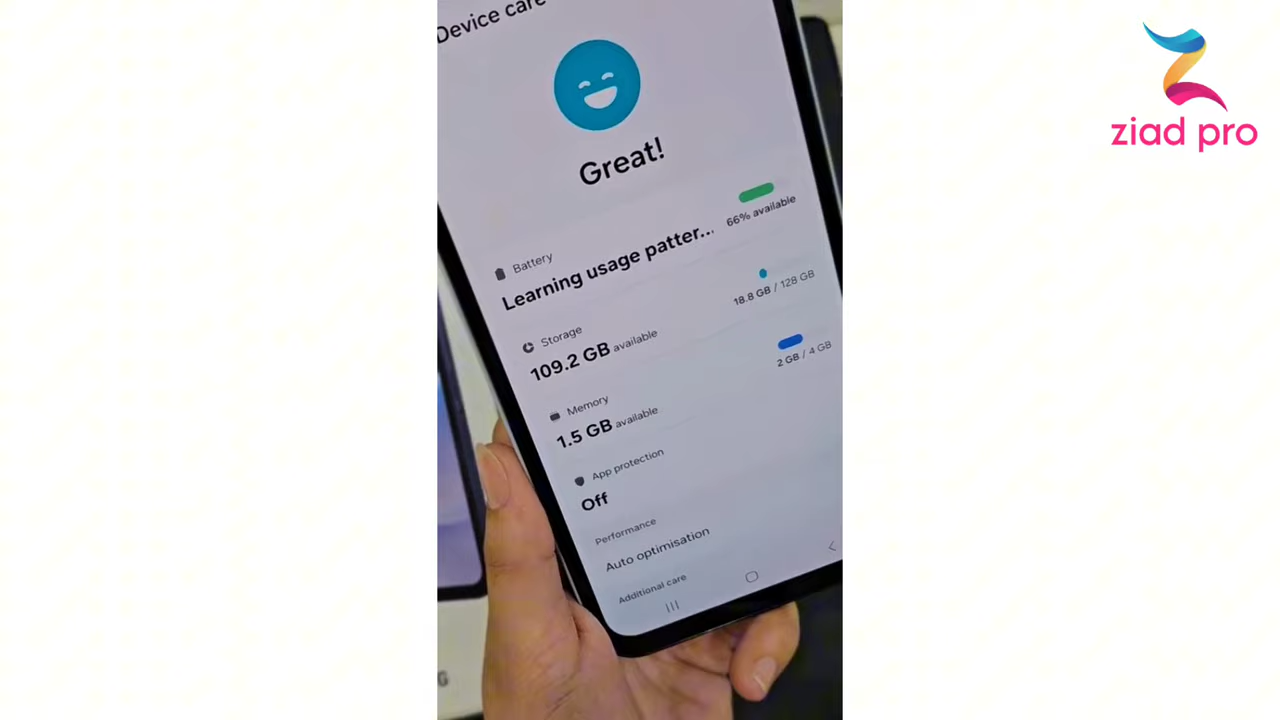 Device care
ziad pro
Great!
66% available
Battery
Learning usage patter...
18.8 GB / 128 GB
Storage
109.2 GB available
2 GB / 4 GB
Memory
1.5 GB available
App protection
Off
Performance
Auto optimisation
Additional care
G